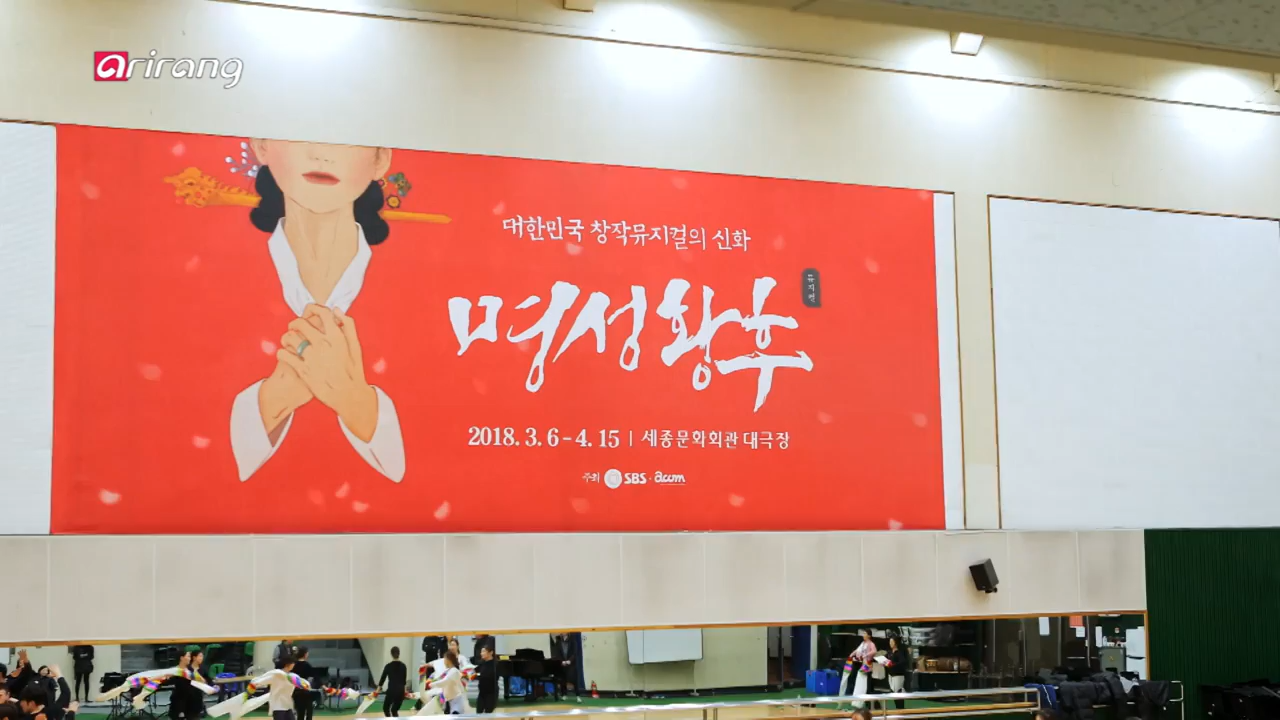 arirang
대한민국 창작뮤지컬의 신화
명성황후
뮤지컬
2018. 3. 6 - 4. 15 | 세종문화회관 대극장
주최 SBS · acom